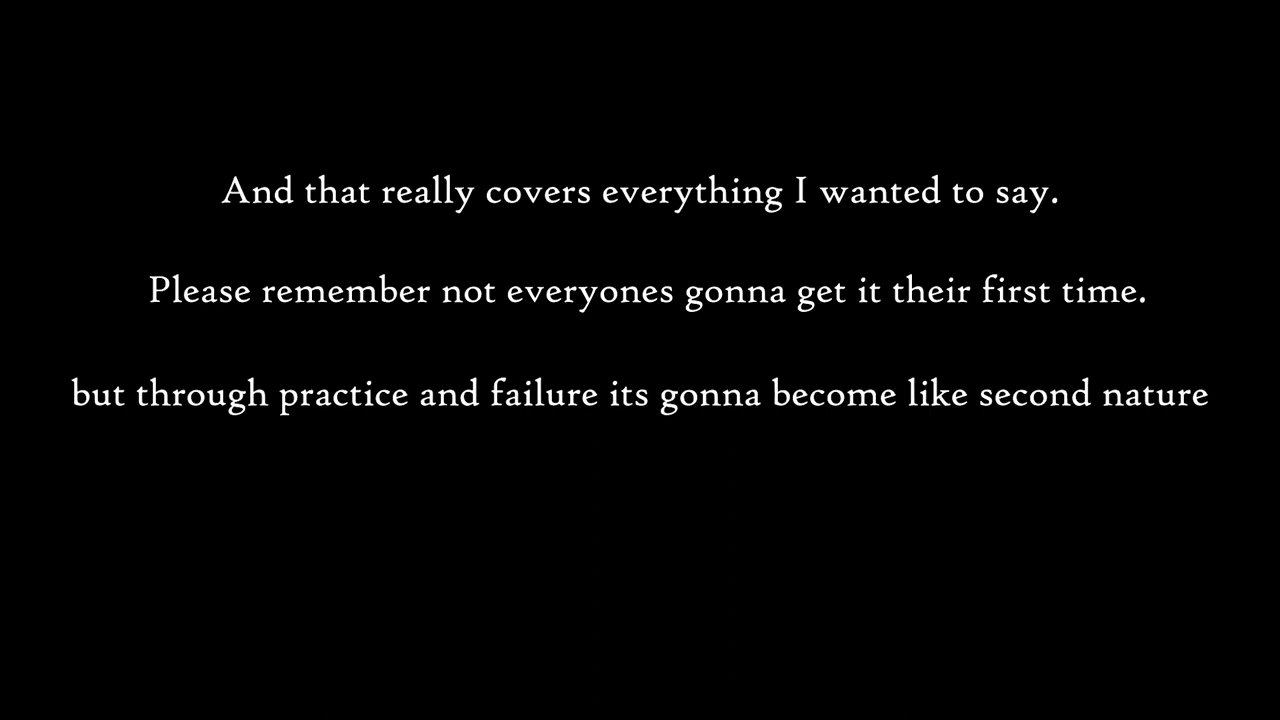 And that really covers everything I wanted to say.
Please remember not everyones gonna get it their first time.
but through practice and failure its gonna become like second nature